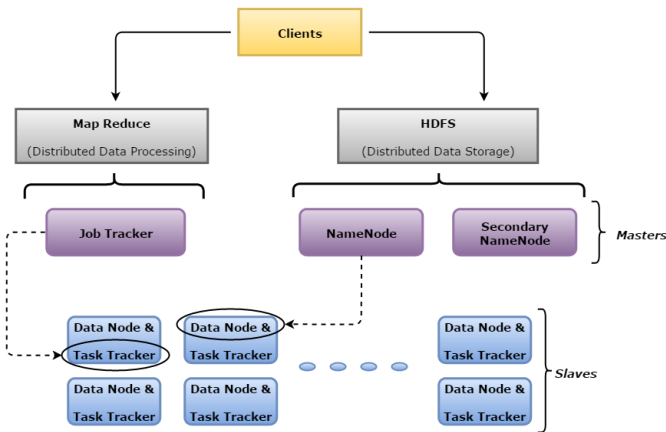 Clients
Map Reduce
(Distributed Data Processing)
HDFS
(Distributed Data Storage)
Job Tracker
NameNode
Secondary
NameNode
Masters
Data Node &
Task Tracker
Data Node &
Task Tracker
Data Node &
Task Tracker
Slaves
Data Node &
Task Tracker
Data Node &
Task Tracker
Data Node &
Task Tracker